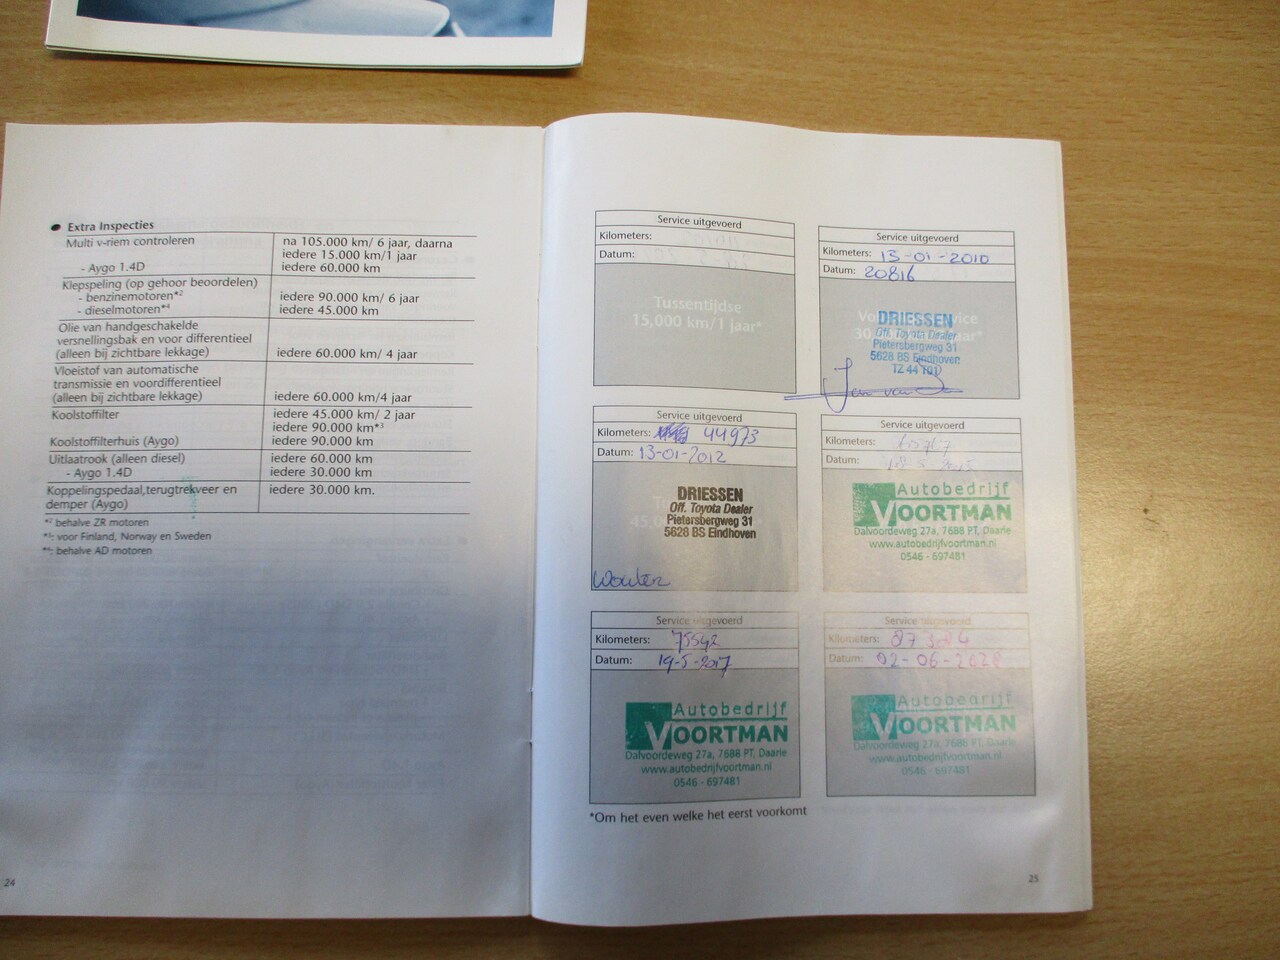 Extra Inspecties
Multi v-riem controleren
na 105.000 km/ 6 jaar, daarna
iedere 15.000 km/1 jaar
- Aygo 1.4D
iedere 60.000 km
Klepspeling (op gehoor beoordelen)
- benzinemotoren*²
iedere 90.000 km/ 6 jaar
- dieselmotoren*⁴
iedere 45.000 km
Olie van handgeschakelde
versnellingsbak en voor differentieel
(alleen bij zichtbare lekkage)
iedere 60.000 km/ 4 jaar
Vloeistof van automatische
transmissie en voordifferentieel
(alleen bij zichtbare lekkage)
iedere 60.000 km/4 jaar
Koolstoffilter
iedere 45.000 km/ 2 jaar
iedere 90.000 km*³
Koolstoffilterhuis (Aygo)
iedere 90.000 km
Uitlaatrook (alleen diesel)
iedere 60.000 km
- Aygo 1.4D
iedere 30.000 km
Koppelingspedaal,terugtrekveer en
demper (Aygo)
iedere 30.000 km.
*² behalve ZR motoren
voor Finland, Norway en Sweden
behalve AD motoren
24
Service uitgevoerd
Kilometers:
Datum:
Tussentijdse
15,000 km/1 jaar*
Service uitgevoerd
Kilometers: 13-01-2010
Datum: 20816
DRIESSEN
Off. Toyota Dealer
Pietersbergweg 31
5628 BS Eindhoven
Service uitgevoerd
Kilometers: 44973
Datum: 13-01-2012
DRIESSEN
Off. Toyota Dealer
Pietersbergweg 31
5628 BS Eindhoven
Wouter
Service uitgevoerd
Kilometers:
Datum:
Autobedrijf
VOORTMAN
Dalvoordeweg 27a, 7688 PT, Daarle
www.autobedrijfvoortman.nl
0546 - 697481
Service uitgevoerd
Kilometers: 75542
Datum: 19-5-2017
Autobedrijf
VOORTMAN
Dalvoordeweg 27a, 7688 PT, Daarle
www.autobedrijfvoortman.nl
0546 - 697481
Service uitgevoerd
Kilometers: 87384
Datum:
Autobedrijf
VOORTMAN
Dalvoordeweg 27a, 7688 PT, Daarle
www.autobedrijfvoortman.nl
0546 - 697481
*Om het even welke het eerst voorkomt
25